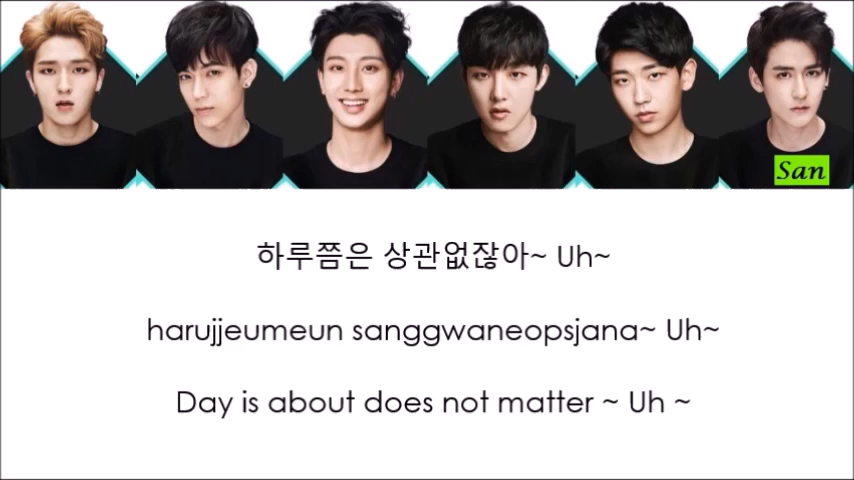 San
하루쯤은 상관없잖아~ Uh~
harujjeumeun sanggwaneopsjana~ Uh~
Day is about does not matter ~ Uh ~